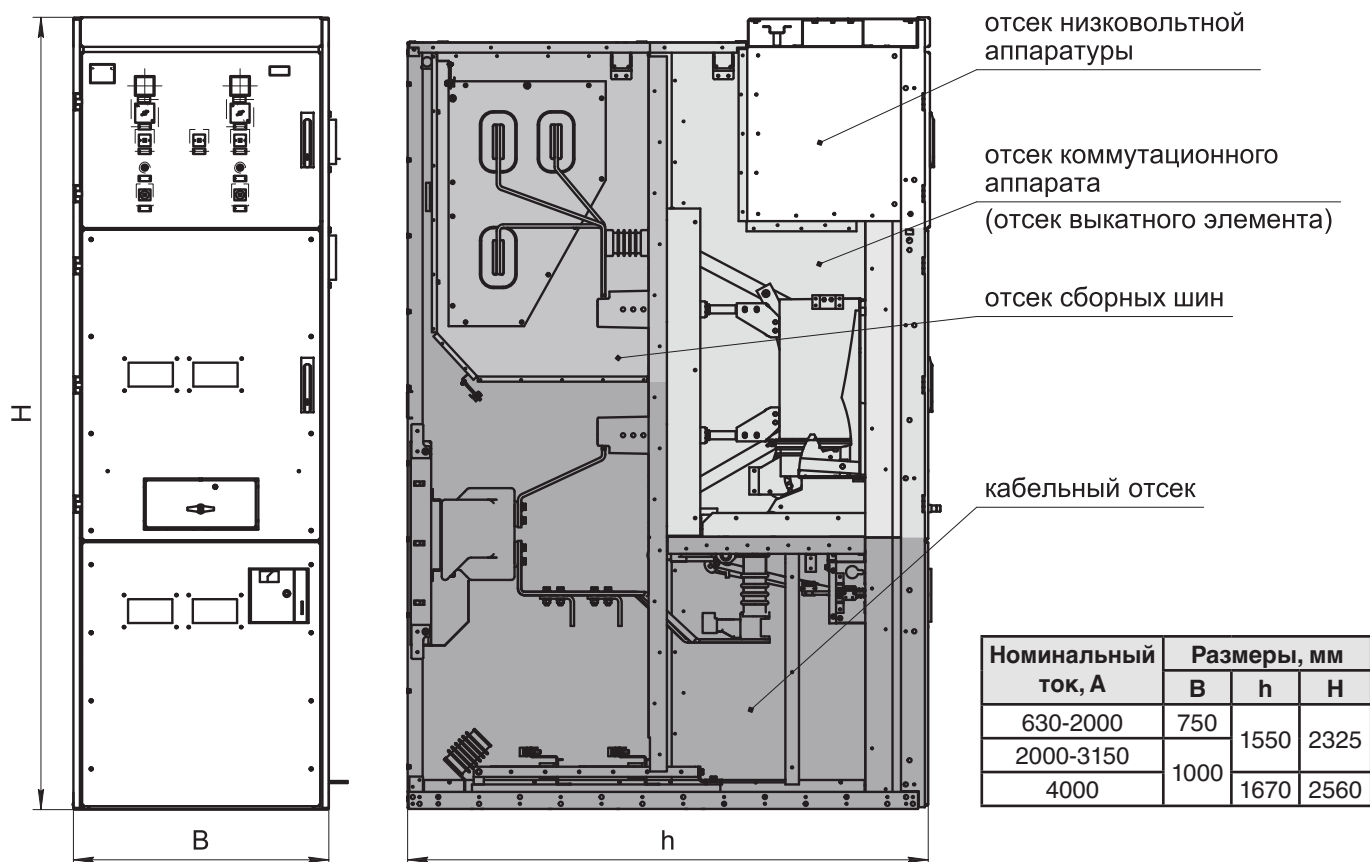 отсек низковольтной
аппаратуры
отсек коммутационного
аппарата
(отсек выкатного элемента)
отсек сборных шин
кабельный отсек
H
B
h
Номинальный ток, А
Размеры, мм
B h H
630-2000 750 1550 2325
2000-3150 1000
4000 1670 2560